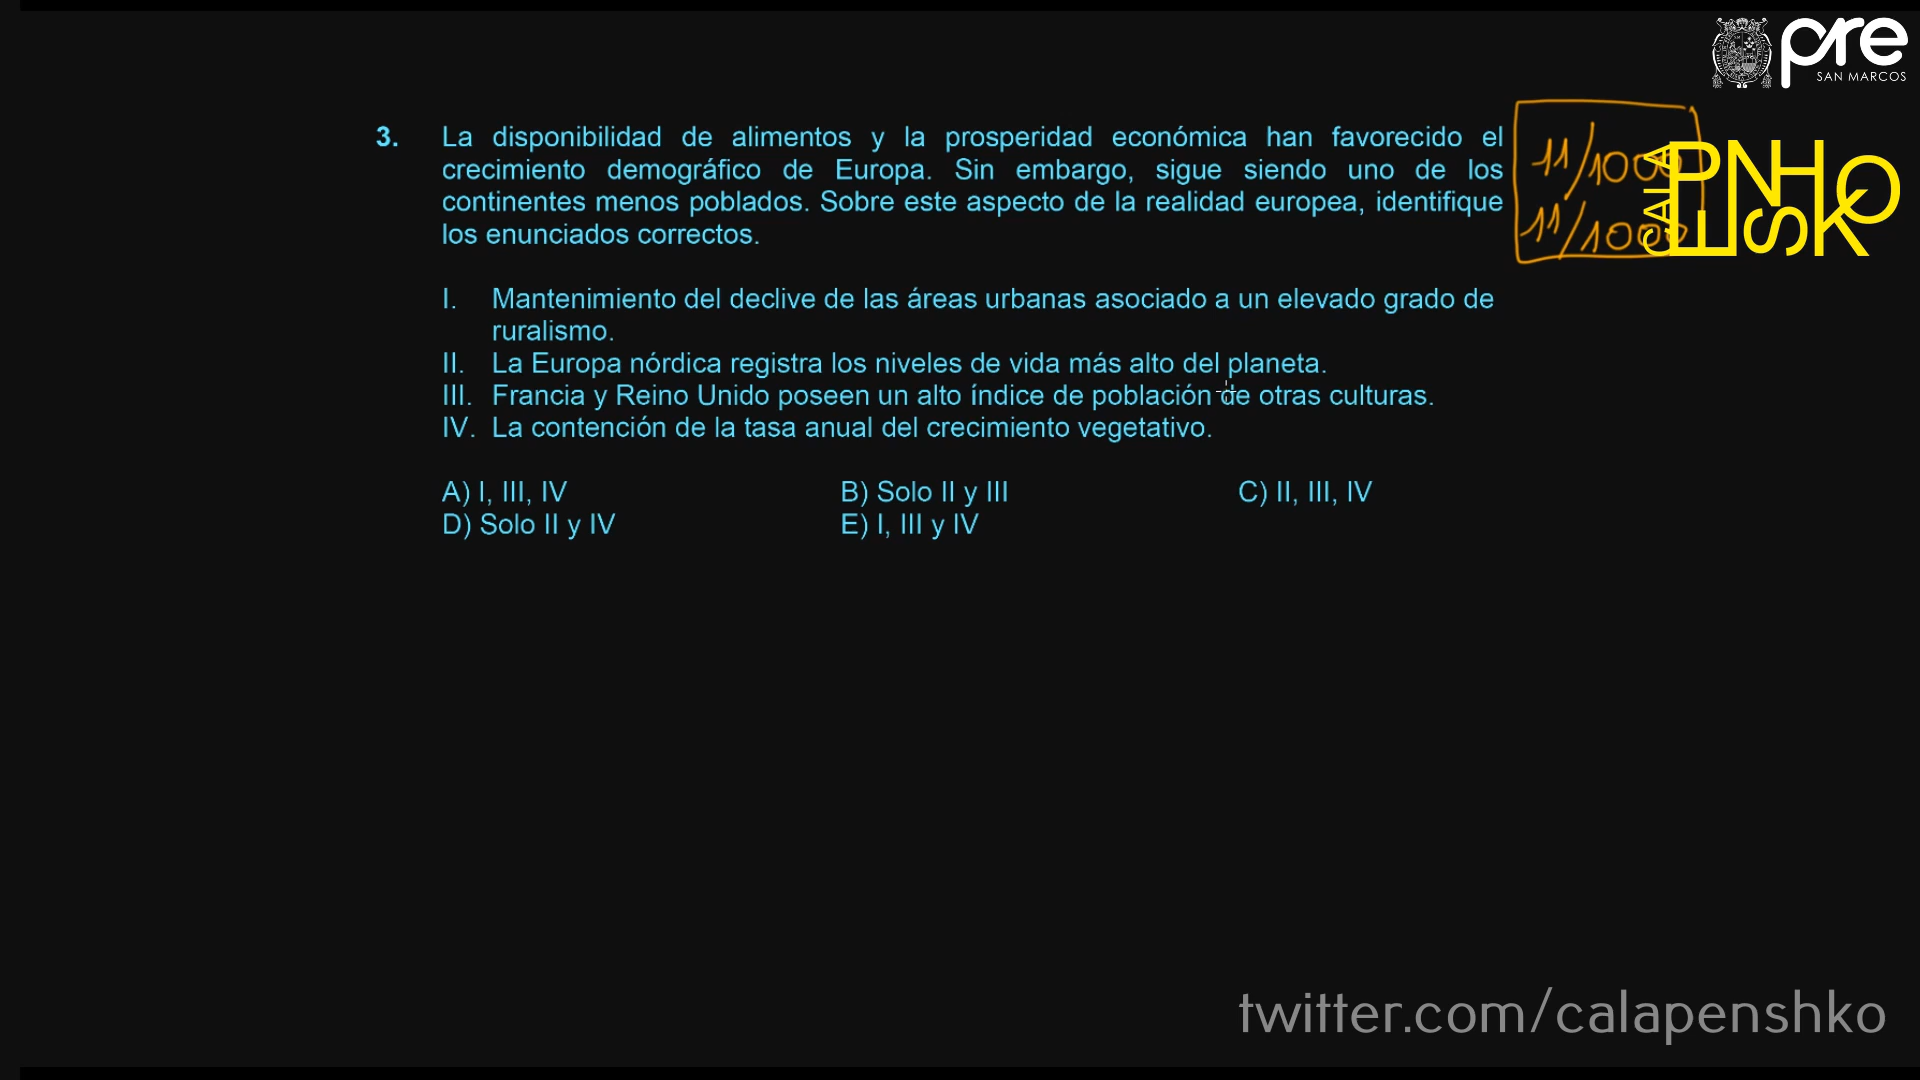 pre
SAN MARCOS
3. La disponibilidad de alimentos y la prosperidad económica han favorecido el
crecimiento demográfico de Europa. Sin embargo, sigue siendo uno de los
continentes menos poblados. Sobre este aspecto de la realidad europea, identifique
los enunciados correctos.
11/1000
11/1000
CALA
PNHO
ESK
I. Mantenimiento del declive de las áreas urbanas asociado a un elevado grado de
ruralismo.
II. La Europa nórdica registra los niveles de vida más alto del planeta.
III. Francia y Reino Unido poseen un alto índice de población de otras culturas.
IV. La contención de la tasa anual del crecimiento vegetativo.
A) I, III, IV B) Solo II y III C) II, III, IV
D) Solo II y IV E) I, III y IV
twitter.com/calapenshko